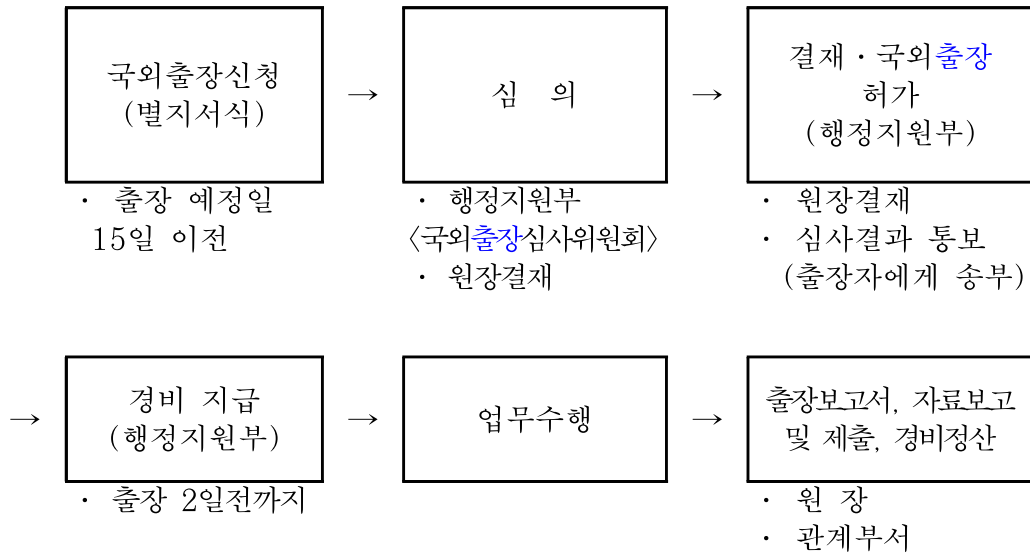 국외출장신청
(별지서식)
→
심 의
→
결재·국외출장
허가
(행정지원부)
· 출장 예정일
15일 이전
· 행정지원부
〈국외출장심사위원회〉
· 원장결재
· 원장결재
· 심사결과 통보
(출장자에게 송부)
→
경비 지급
(행정지원부)
→
업무수행
→
출장보고서, 자료보고
및 제출, 경비정산
· 출장 2일전까지
· 원 장
· 관계부서